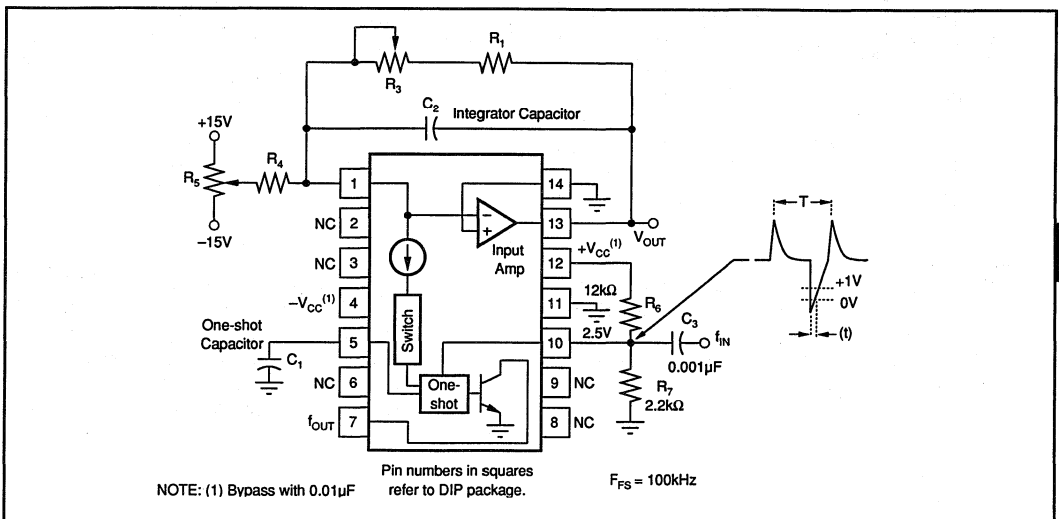 R1
R3
C2 Integrator Capacitor
+15V
R5
R4
−15V
1
14
NC 2
13
VOUT
Input
Amp
NC 3
+VCC(1)
12
12kΩ
R6
−VCC(1) 4
11
Switch
2.5V
C3
fIN
One-shot
Capacitor
5
10
C1
0.001µF
NC 6
One-
shot
9 NC
R7
2.2kΩ
fOUT 7
8 NC
T
+1V
0V
(t)
Pin numbers in squares
refer to DIP package.
FFS = 100kHz
NOTE: (1) Bypass with 0.01µF
− 
+